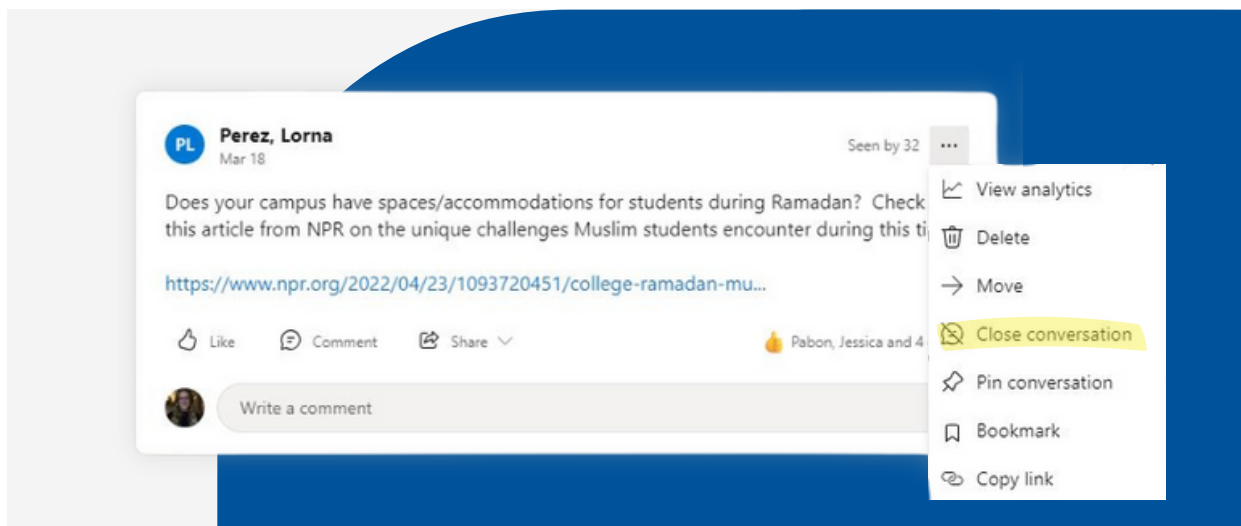 PL
Perez, Lorna
Mar 18
Seen by 32
...
Does your campus have spaces/accommodations for students during Ramadan? Check
this article from NPR on the unique challenges Muslim students encounter during this
https://www.npr.org/2022/04/23/1093720451/college-ramadan-mu...
Like
Comment
Share
Pabon, Jessica and 4
Write a comment
View analytics
Delete
Move
Close conversation
Pin conversation
Bookmark
Copy link